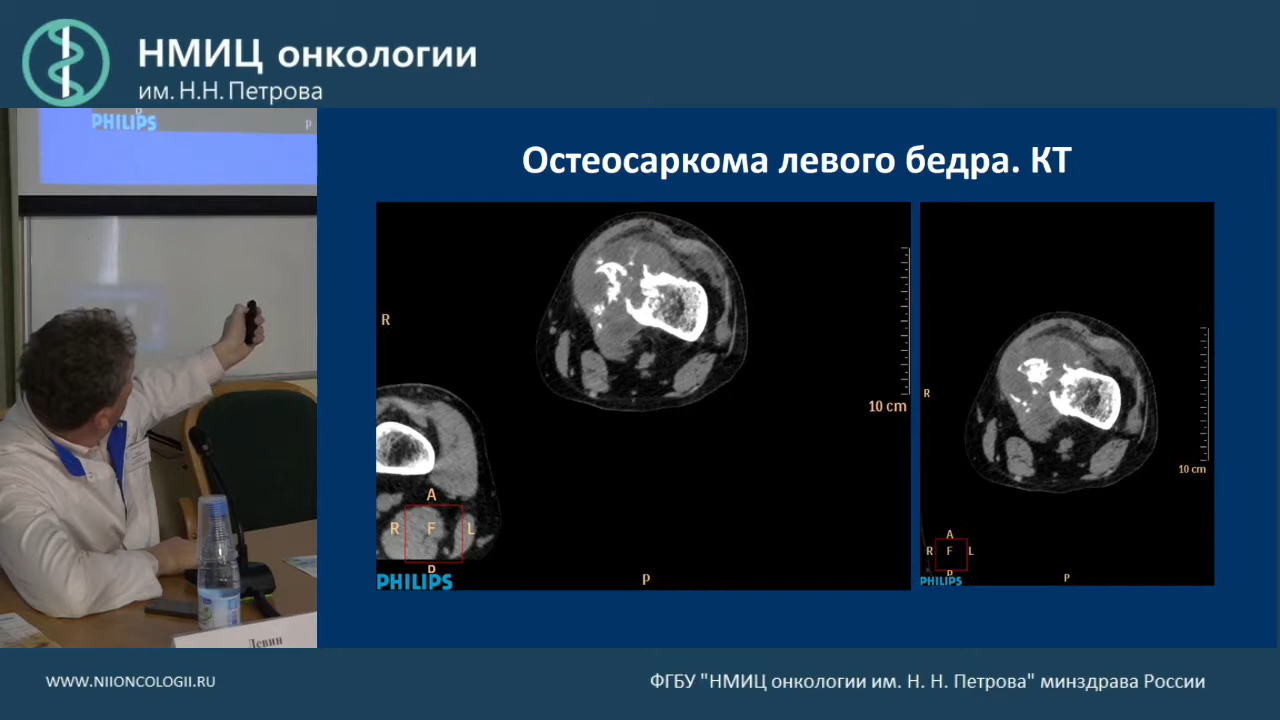 НМИЦ онкологии
им. Н.Н. Петрова
PHILIPS
P
Остеосаркома левого бедра. КТ
R
10 cm
A
R F L
P
PHILIPS
P
R
10 cm
A
R F L
P
PHILIPS
P
Левин
WWW.NIIONCOLOGII.RU
ФГБУ "НМИЦ онкологии им. Н. Н. Петрова" минздрава России